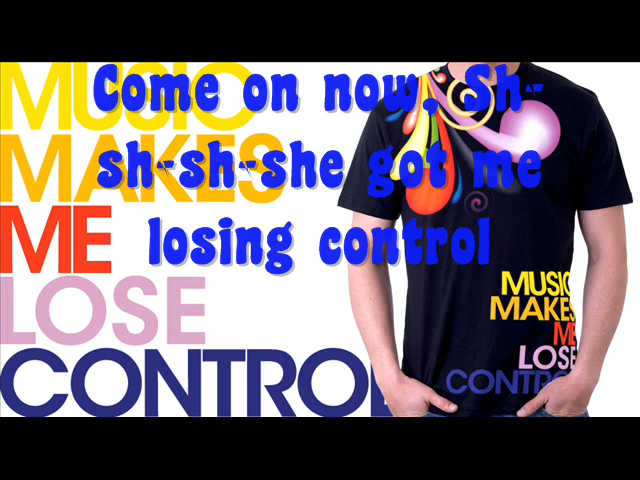 Come on now, Sh-
sh-sh-she got me
losing control
MUSIC
MAKES
ME
LOSE
CONTROL
MUSIC
MAKES
ME
LOSE
CONTROL